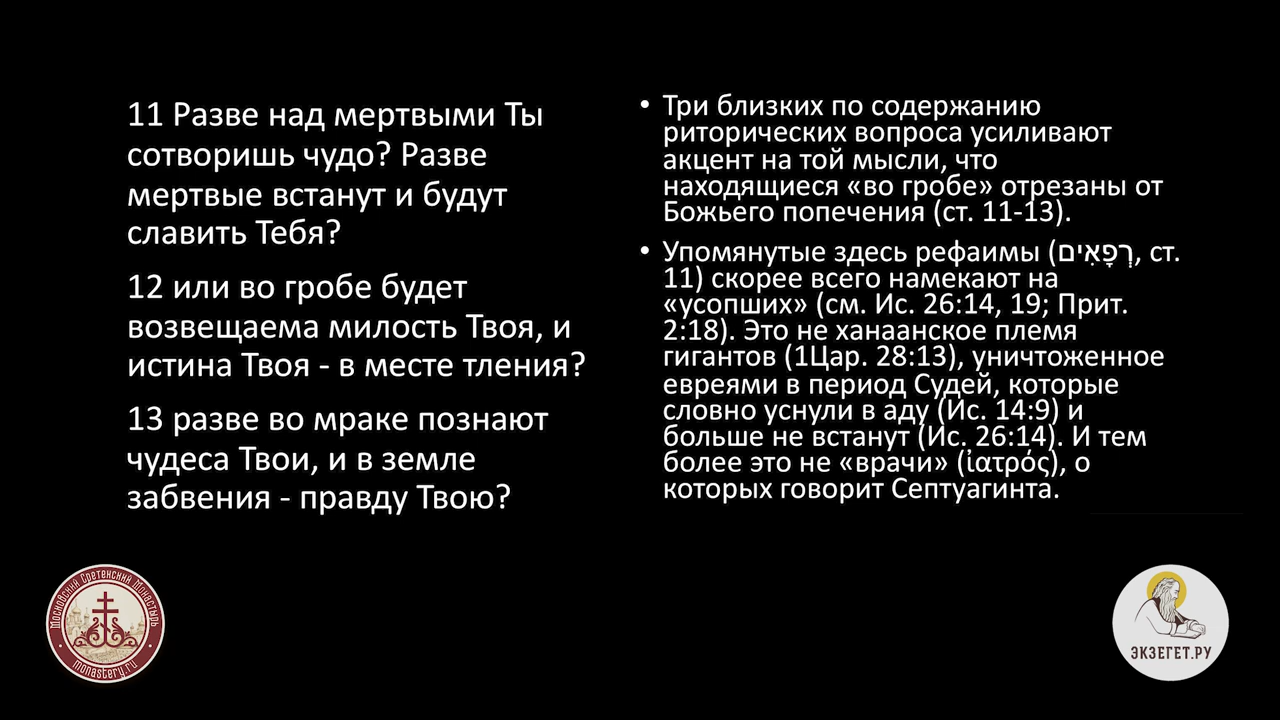 11 Разве над мертвыми Ты
сотворишь чудо? Разве
мертвые встанут и будут
славить Тебя?
12 или во гробе будет
возвещаема милость Твоя, и
истина Твоя - в месте тления?
13 разве во мраке познают
чудеса Твои, и в земле
забвения - правду Твою?
• Три близких по содержанию
риторических вопроса усиливают
акцент на той мысли, что
находящиеся «во гробе» отрезаны от
Божьего попечения (ст. 11-13).
• Упомянутые здесь рефаимы (רְפָאִים, ст.
11) скорее всего намекают на
«усопших» (см. Ис. 26:14, 19; Прит.
2:18). Это не ханаанское племя
гигантов (1Цар. 28:13), уничтоженное
евреями в период Судей, которые
словно уснули в аду (Ис. 14:9) и
больше не встанут (Ис. 26:14). И тем
более это не «врачи» (ἰατρός), о
которых говорит Септуагинта.
Московский Сретенский Монастырь
monastery.ru
ЭКЗЕГЕТ.РУ